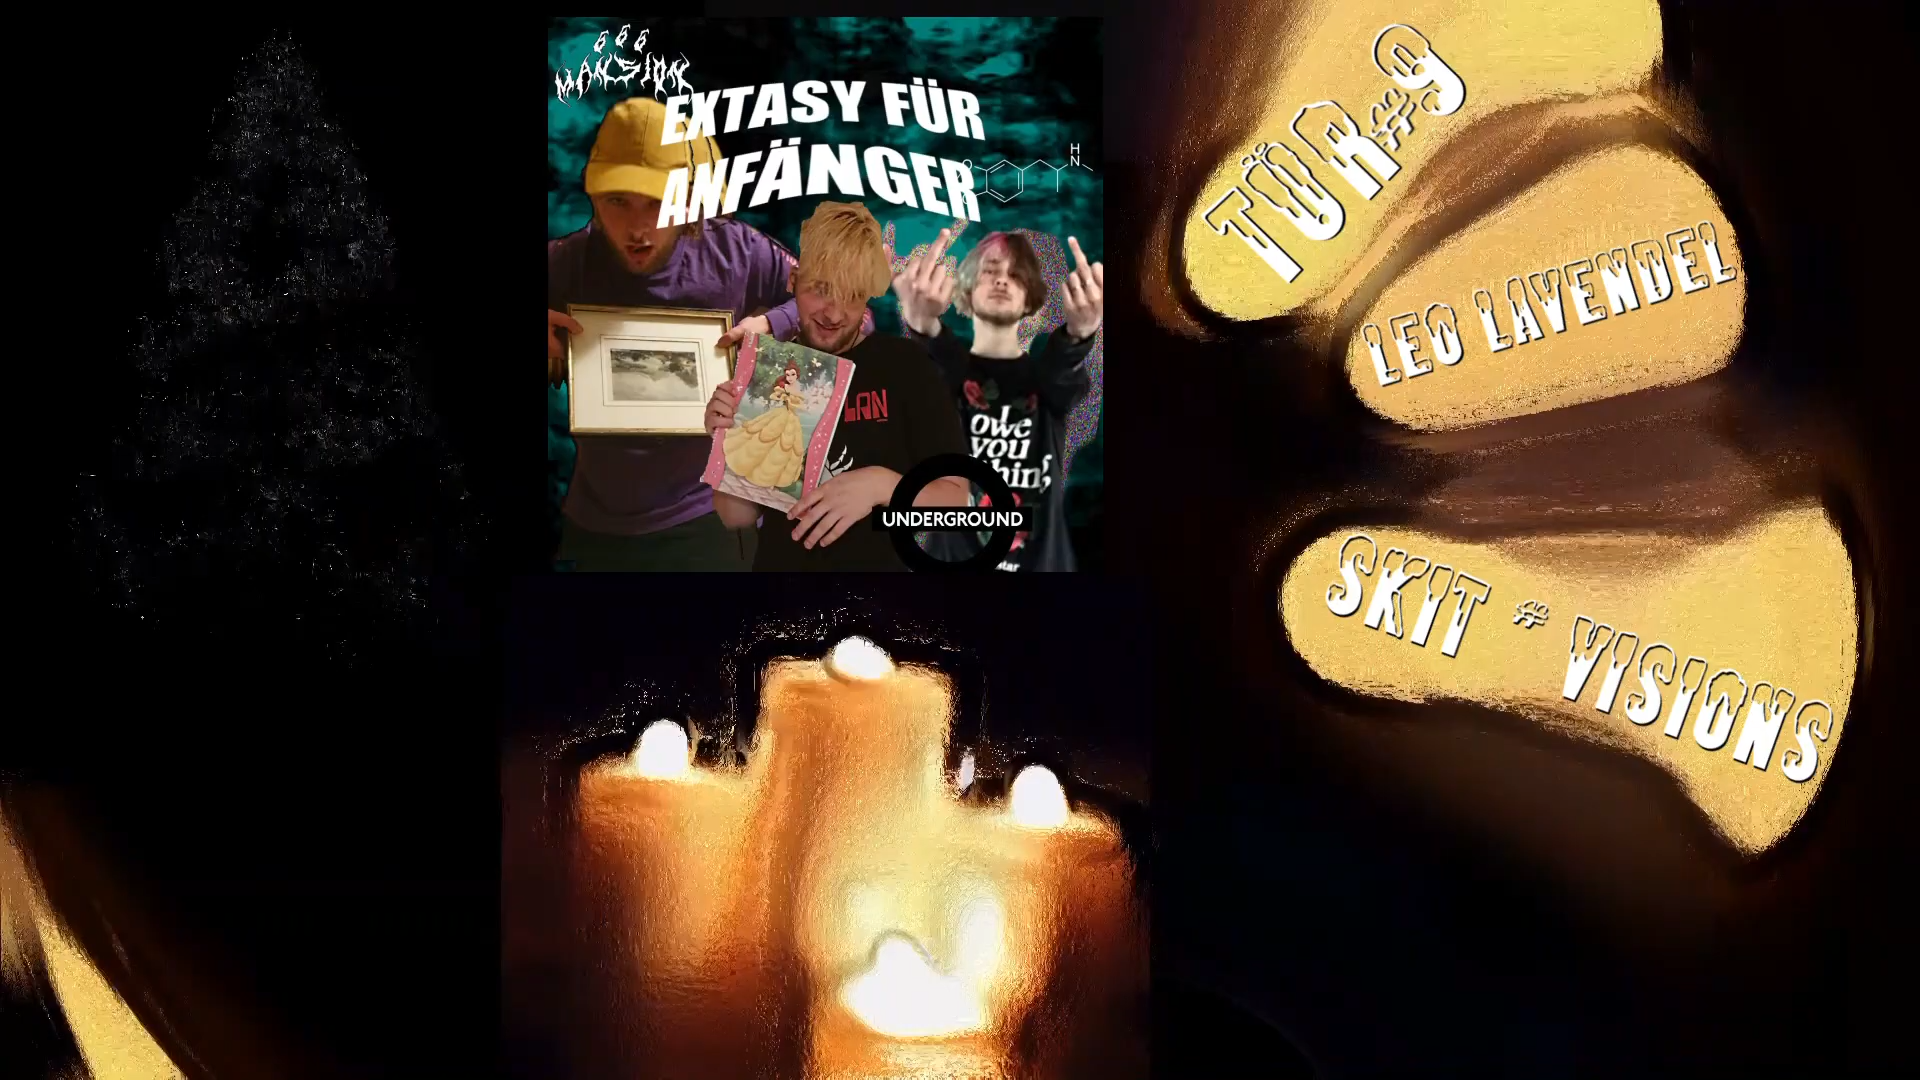 666
MANSION
EXTASY FÜR
ANFÄNGER
H
N
O
LAN
I
owe
you
UNDERGROUND
TÜR#9
LEO LAVENDEL
SKIT # VISIONS